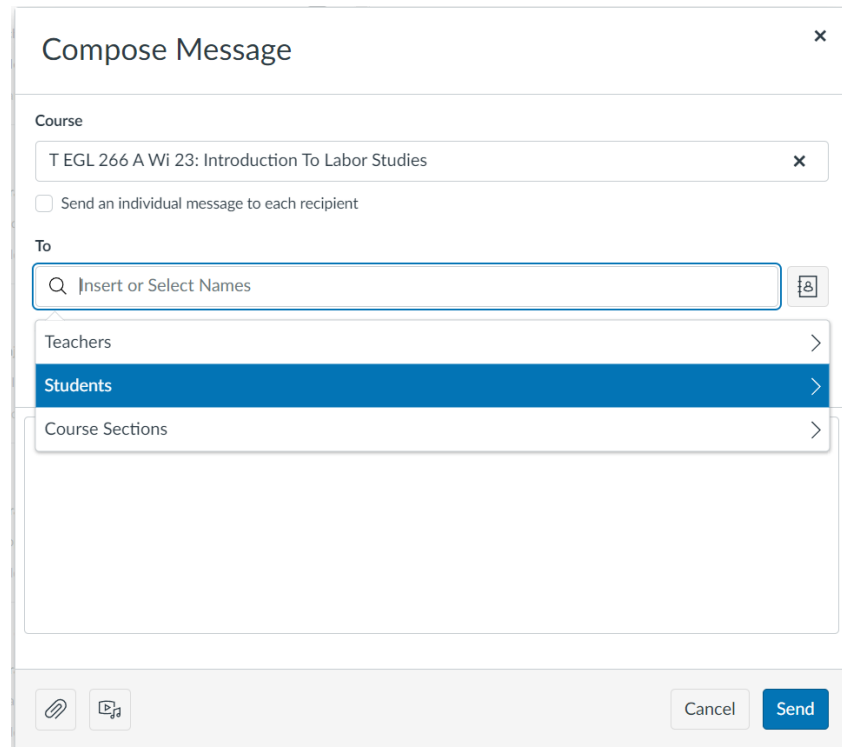 Compose Message
Course
T EGL 266 A Wi 23: Introduction To Labor Studies
Send an individual message to each recipient
To
Insert or Select Names
Teachers
Students
Course Sections
Cancel
Send